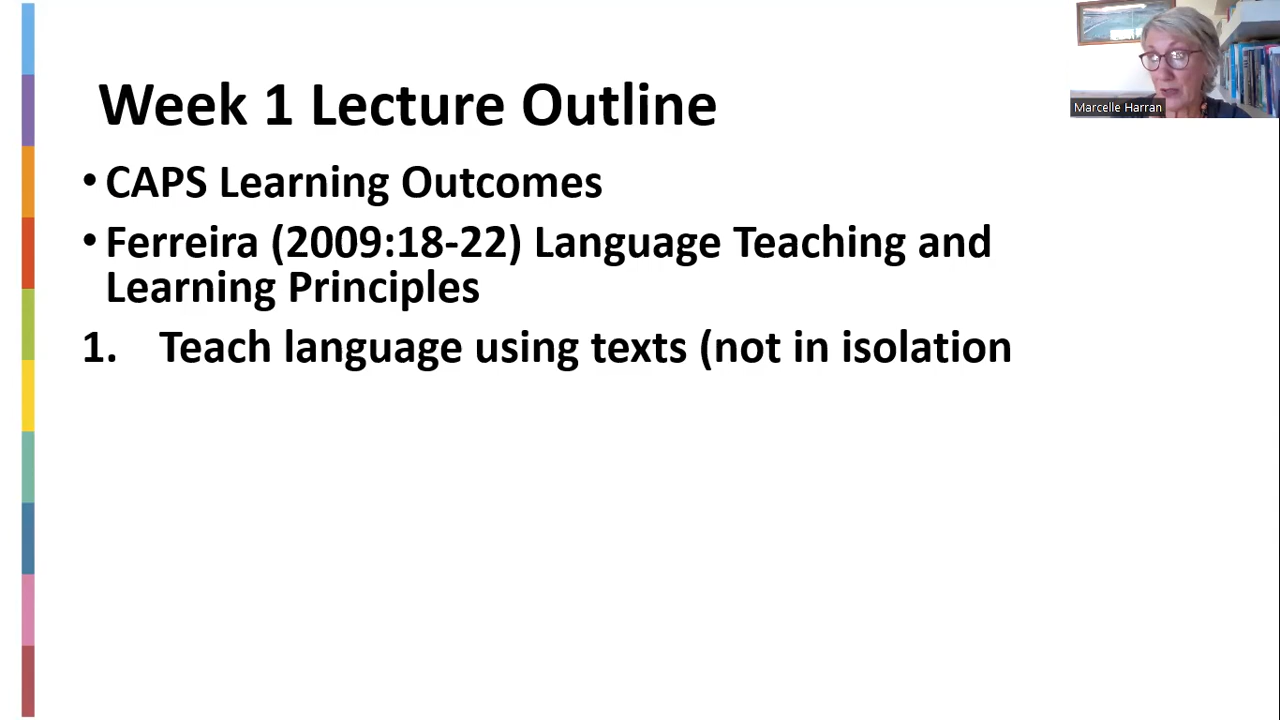 Week 1 Lecture Outline
• CAPS Learning Outcomes
• Ferreira (2009:18-22) Language Teaching and
Learning Principles
1. Teach language using texts (not in isolation
Marcelle Harran